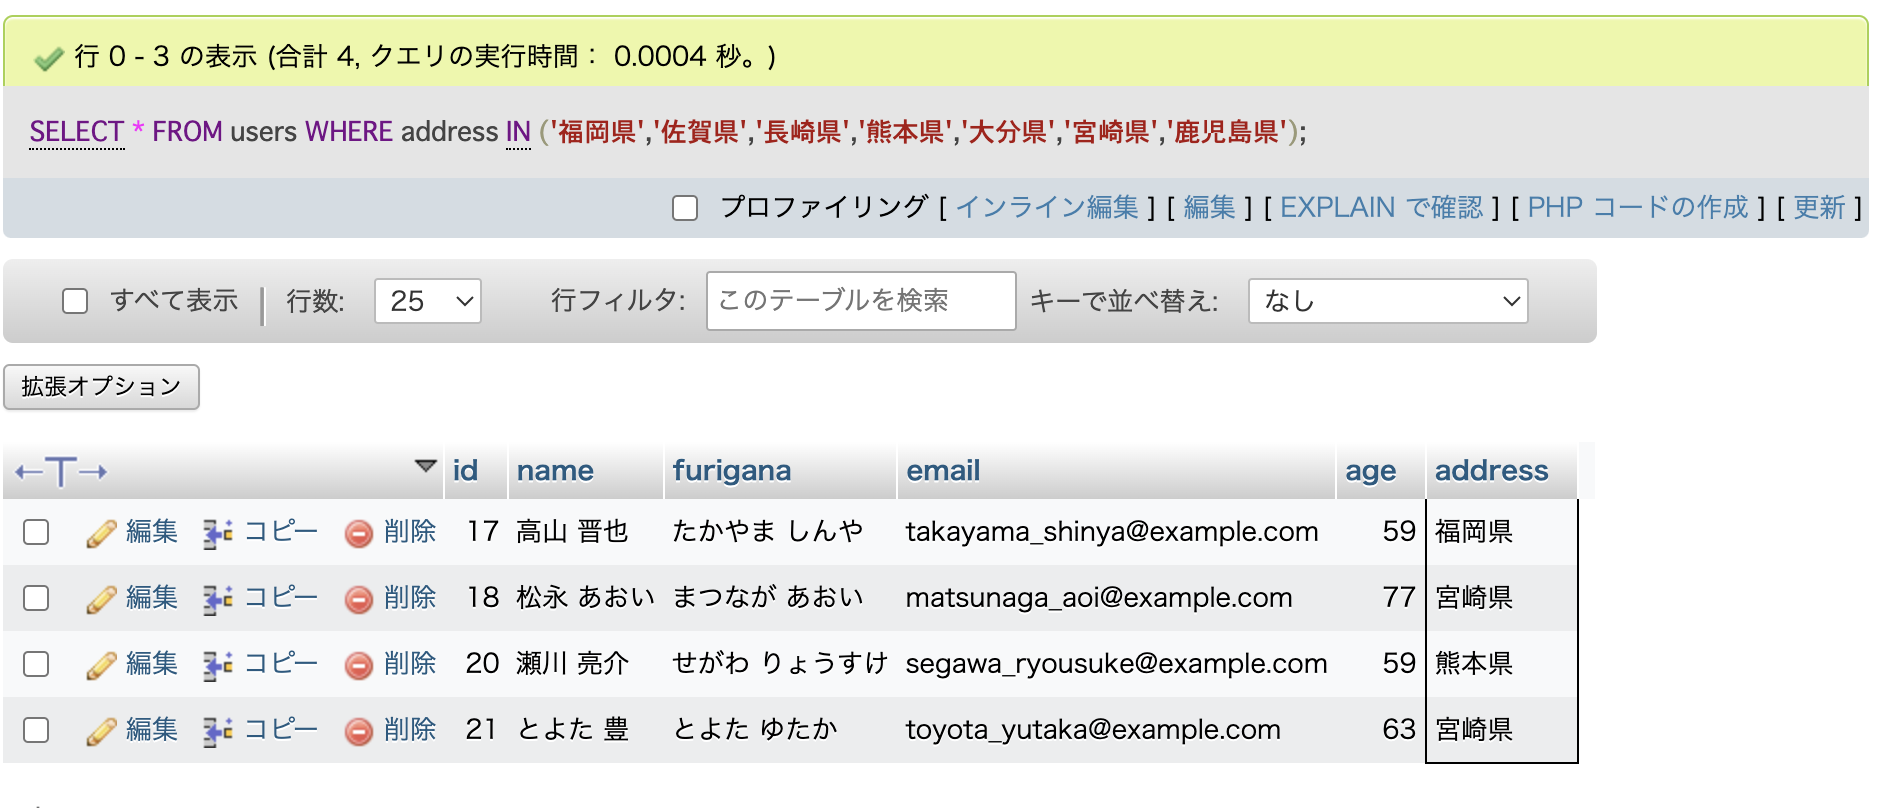 行 0 - 3 の表示 (合計 4, クエリの実行時間： 0.0004 秒。)
SELECT * FROM users WHERE address IN ('福岡県','佐賀県','長崎県','熊本県','大分県','宮崎県','鹿児島県');
プロファイリング [ インライン編集 ] [ 編集 ] [ EXPLAIN で確認 ] [ PHP コードの作成 ] [ 更新 ]
すべて表示 行数: 25 行フィルタ: このテーブルを検索 キーで並べ替え: なし
拡張オプション
←T→ id name furigana email age address
編集 コピー 削除 17 高山 晋也 たかやま しんや takayama_shinya@example.com 59 福岡県
編集 コピー 削除 18 松永 あおい まつなが あおい matsunaga_aoi@example.com 77 宮崎県
編集 コピー 削除 20 瀬川 亮介 せがわ りょうすけ segawa_ryousuke@example.com 59 熊本県
編集 コピー 削除 21 とよた 豊 とよた ゆたか toyota_yutaka@example.com 63 宮崎県